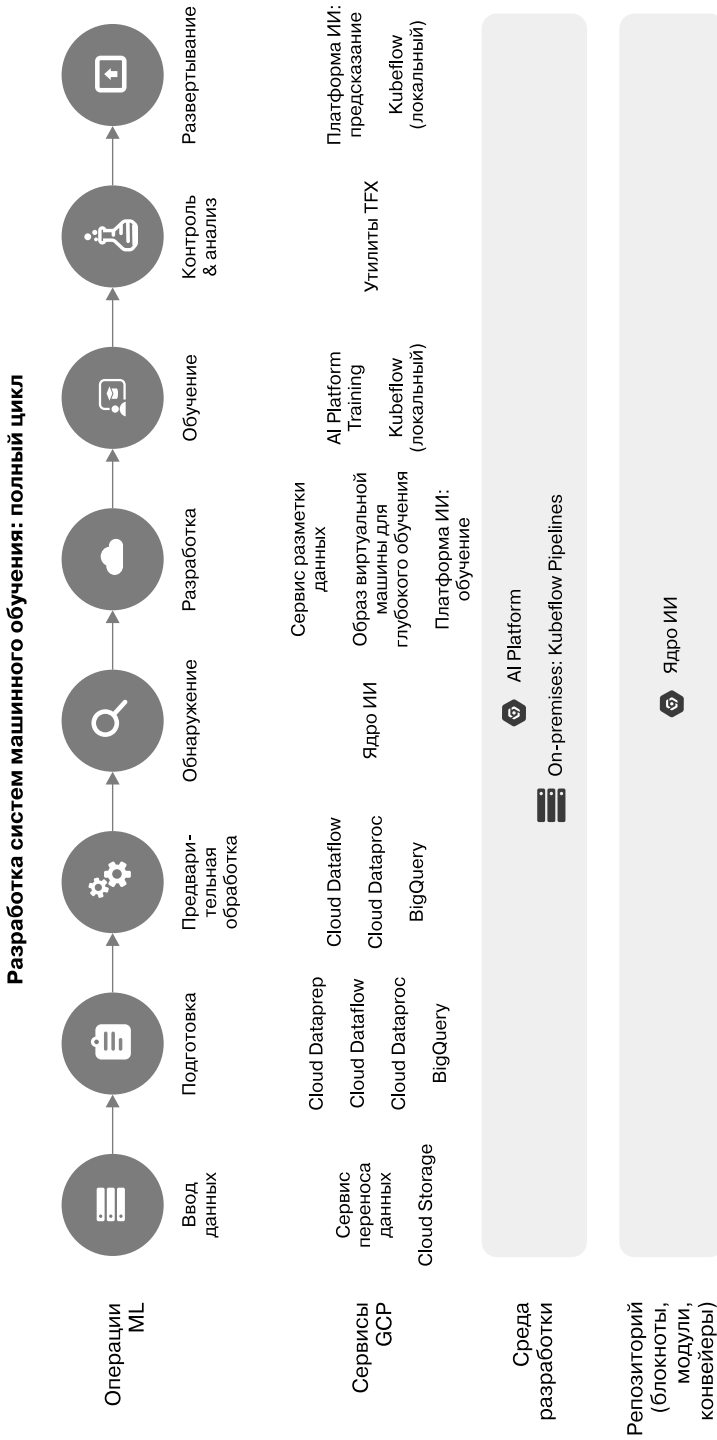 Разработка систем машинного обучения: полный цикл
Операции
ML
Ввод
данных
Подготовка
Предвари-
тельная
обработка
Обнаружение
Разработка
Обучение
Контроль
& анализ
Развертывание
Сервисы
GCP
Сервис
переноса
данных
Cloud Storage
Cloud Dataprep
Cloud Dataflow
Cloud Dataproc
BigQuery
Cloud Dataflow
Cloud Dataproc
BigQuery
Ядро ИИ
Сервис разметки
данных
Образ виртуальной
машины для
глубокого обучения
Платформа ИИ:
обучение
AI Platform
Training
Kubeflow
(локальный)
Утилиты TFX
Платформа ИИ:
предсказание
Kubeflow
(локальный)
Среда
разработки
AI Platform
On-premises: Kubeflow Pipelines
Репозиторий
(блокноты,
модули,
конвейеры)
Ядро ИИ